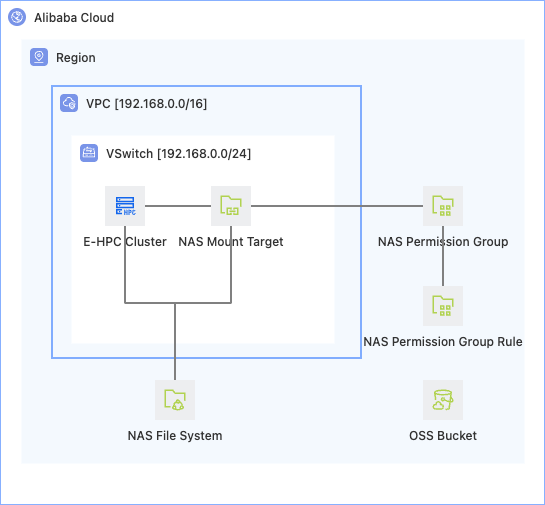 Alibaba Cloud
Region
VPC [192.168.0.0/16]
VSwitch [192.168.0.0/24]
HPC
E-HPC Cluster
NAS Mount Target
NAS Permission Group
NAS Permission Group Rule
NAS File System
OSS Bucket